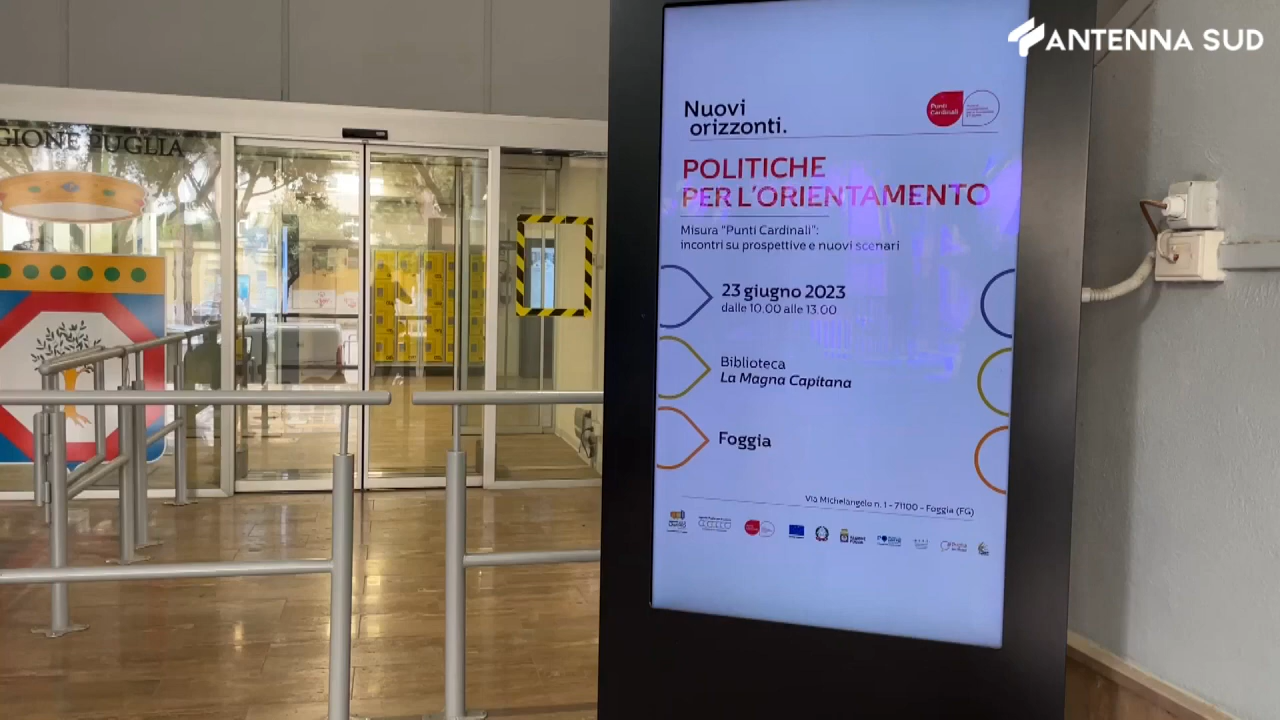 ANTENNA SUD
GIONE PUGLIA
Nuovi
orizzonti.
Punti
Cardinali
POLITICHE
PER L'ORIENTAMENTO
Misura "Punti Cardinali":
incontri su prospettive e nuovi scenari
23 giugno 2023
dalle 10.00 alle 13.00
Biblioteca
La Magna Capitana
Foggia
Via Michelangelo n. 1 - 71100 - Foggia (FG)